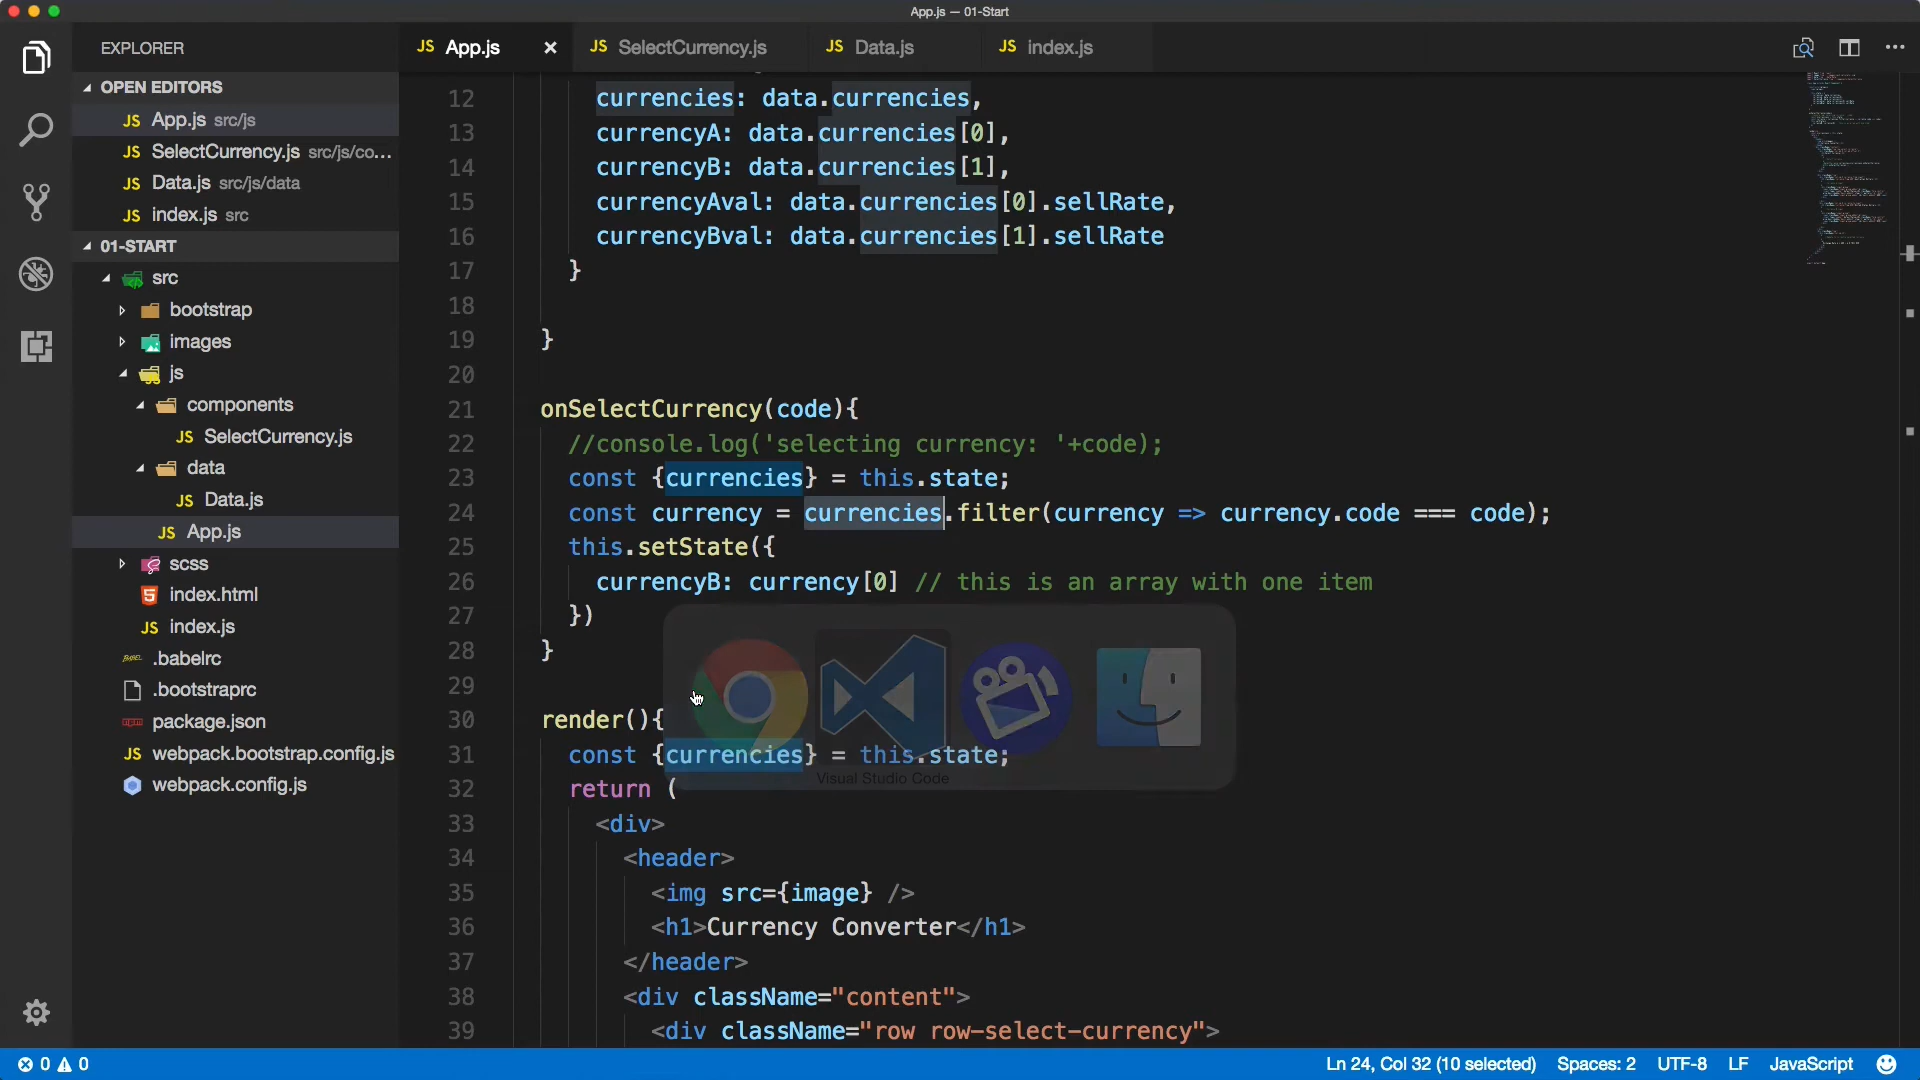 App.js — 01-Start
EXPLORER
OPEN EDITORS
JS App.js src/js
JS SelectCurrency.js src/js/co...
JS Data.js src/js/data
JS index.js src
01-START
src
bootstrap
images
js
components
JS SelectCurrency.js
data
JS Data.js
JS App.js
scss
index.html
JS index.js
.babelrc
.bootstraprc
package.json
JS webpack.bootstrap.config.js
webpack.config.js
JS App.js
JS SelectCurrency.js
JS Data.js
JS index.js
12 currencies: data.currencies,
13 currencyA: data.currencies[0],
14 currencyB: data.currencies[1],
15 currencyAval: data.currencies[0].sellRate,
16 currencyBval: data.currencies[1].sellRate
17 }
18
19 }
20
21 onSelectCurrency(code){
22 //console.log('selecting currency: '+code);
23 const {currencies} = this.state;
24 const currency = currencies.filter(currency => currency.code === code);
25 this.setState({
26 currencyB: currency[0] // this is an array with one item
27 })
28 }
29
30 render(){
31 const {currencies} = this.state;
Visual Studio Code
32 return (
33 <div>
34 <header>
35 <img src={image} />
36 <h1>Currency Converter</h1>
37 </header>
38 <div className="content">
39 <div className="row row-select-currency">
0 0
Ln 24, Col 32 (10 selected) Spaces: 2 UTF-8 LF JavaScript